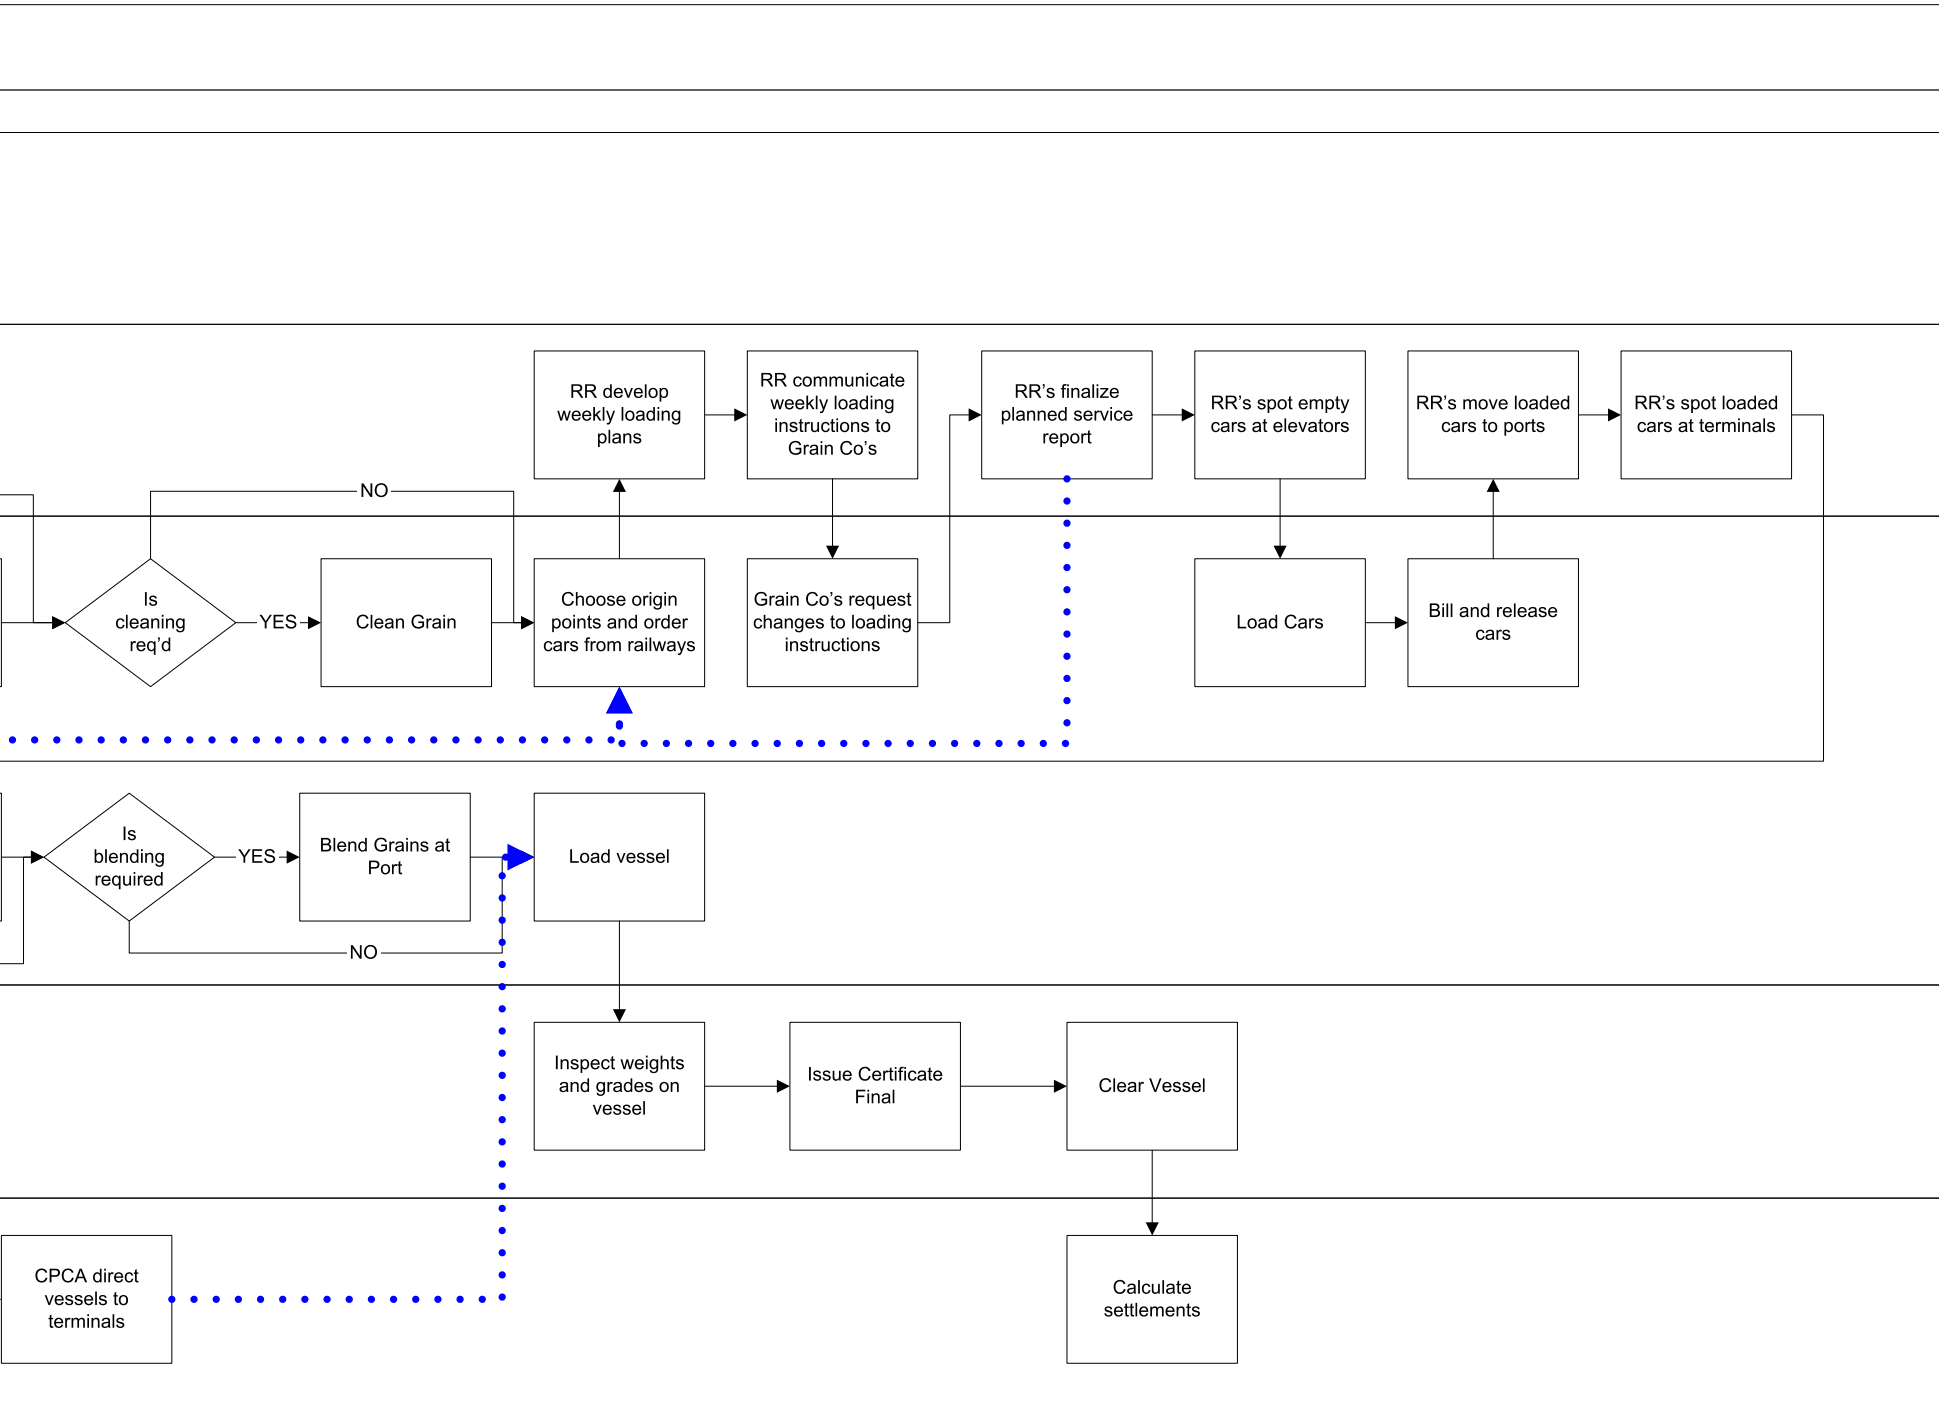 RR develop
weekly loading
plans
RR communicate
weekly loading
instructions to
Grain Co’s
RR’s finalize
planned service
report
RR’s spot empty
cars at elevators
RR’s move loaded
cars to ports
RR’s spot loaded
cars at terminals
NO
Is
cleaning
req’d
YES
Clean Grain
Choose origin
points and order
cars from railways
Grain Co’s request
changes to loading
instructions
Load Cars
Bill and release
cars
Is
blending
required
YES
Blend Grains at
Port
Load vessel
NO
Inspect weights
and grades on
vessel
Issue Certificate
Final
Clear Vessel
CPCA direct
vessels to
terminals
Calculate
settlements